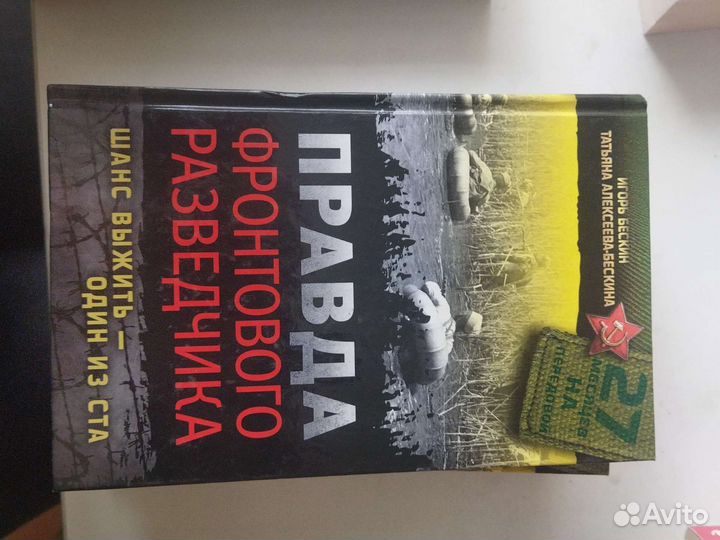 ИГОРЬ БЕСКИН
ТАТЬЯНА АЛЕКСЕЕВА-БЕСКИНА
27
МЕСЯЦЕВ
НА
ПЕРЕДОВОЙ
ПРАВДА
ФРОНТОВОГО
РАЗВЕДЧИКА
ШАНС ВЫЖИТЬ —
ОДИН ИЗ СТА
Avito